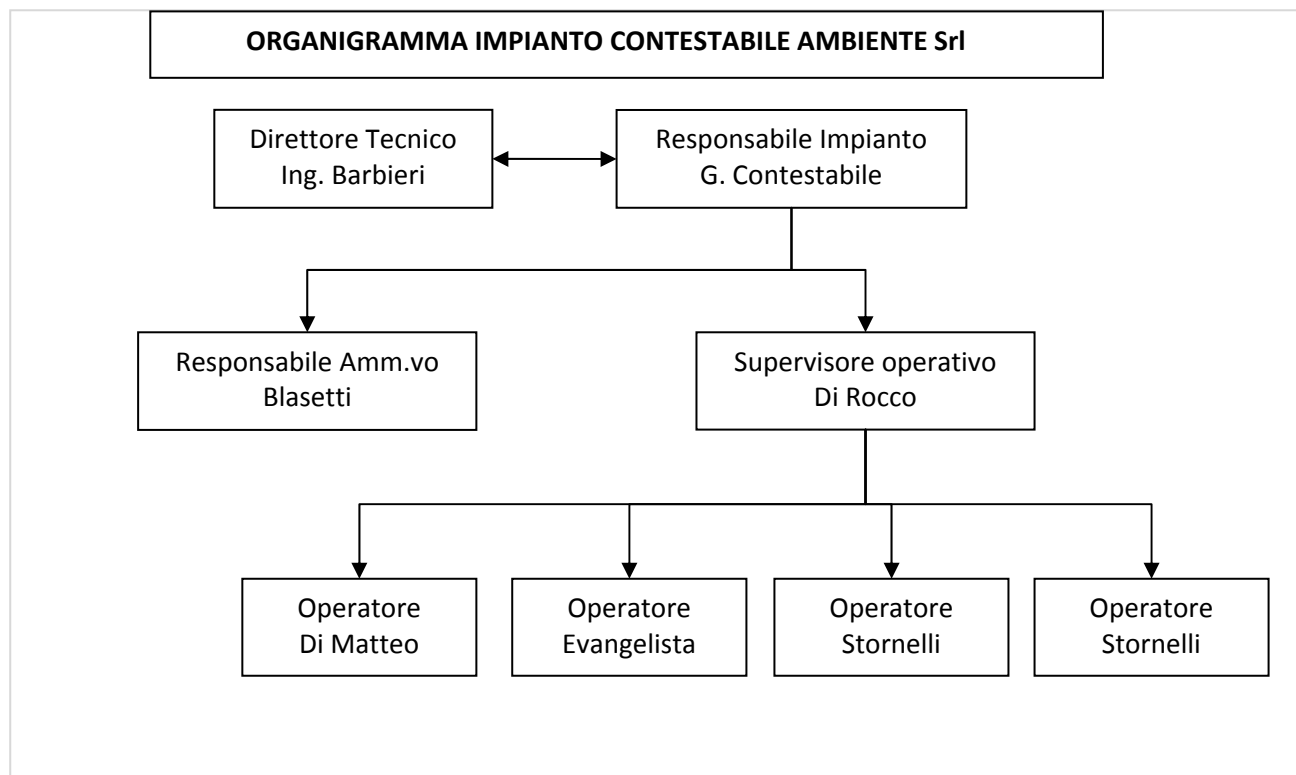 ORGANIGRAMMA IMPIANTO CONTESTABILE AMBIENTE Srl
Direttore Tecnico
Ing. Barbieri
Responsabile Impianto
G. Contestabile
Responsabile Amm.vo
Blasetti
Supervisore operativo
Di Rocco
Operatore
Di Matteo
Operatore
Evangelista
Operatore
Stornelli
Operatore
Stornelli